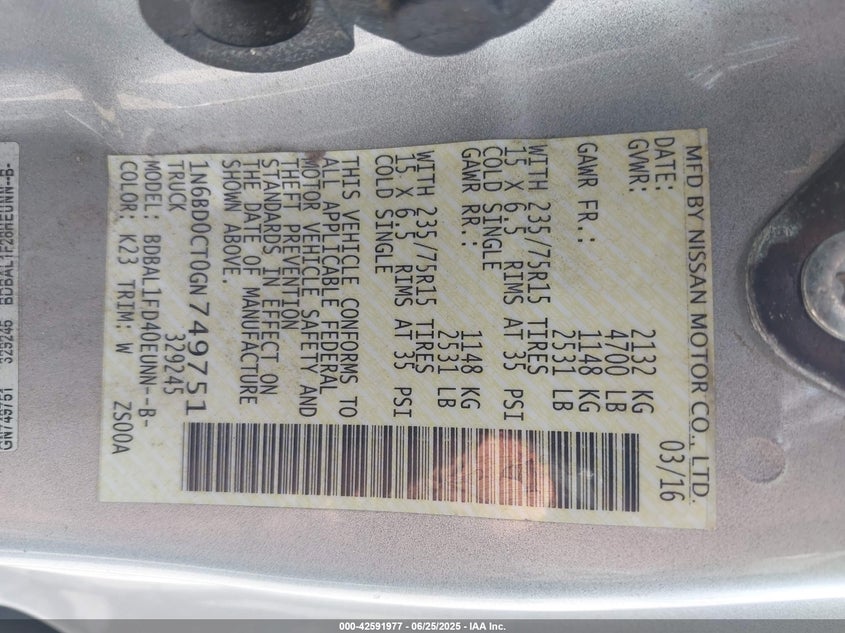 MFD BY NISSAN MOTOR CO., LTD.
DATE: 03/16
GVWR: 2132 KG
4700 LB
GAWR FR.: 1148 KG
2531 LB
WITH 235/75R15 TIRES
15 X 6.5 RIMS AT 35 PSI
COLD SINGLE
GAWR RR.: 1148 KG
2531 LB
WITH 235/75R15 TIRES
15 X 6.5 RIMS AT 35 PSI
COLD SINGLE
THIS VEHICLE CONFORMS TO
ALL APPLICABLE FEDERAL
MOTOR VEHICLE SAFETY AND
THEFT PREVENTION
STANDARDS IN EFFECT ON
THE DATE OF MANUFACTURE
SHOWN ABOVE.
1N6BD0CT0GN749751
TRUCK 329245
MODEL: BDBAL1FD40EUNN--B-
COLOR: K23 TRIM: W ZS00A
000-42591977 - 06/25/2025 - IAA Inc.